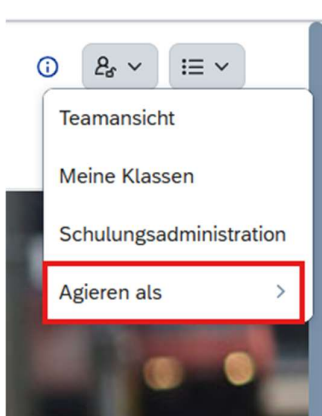 Teamansicht
Meine Klassen
Schulungsadministration
Agieren als